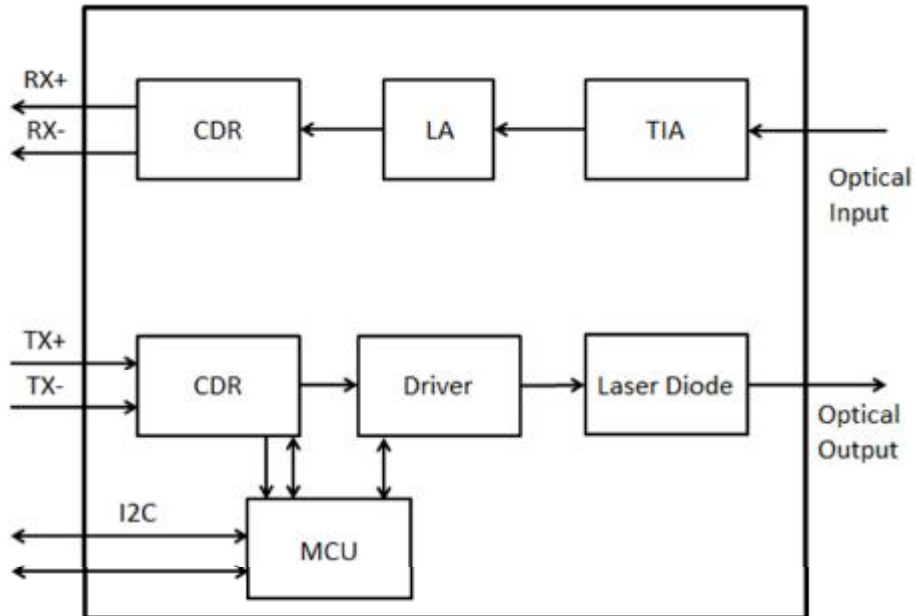 RX+
RX-
CDR
LA
TIA
Optical
Input
TX+
TX-
CDR
Driver
Laser Diode
Optical
Output
I2C
MCU